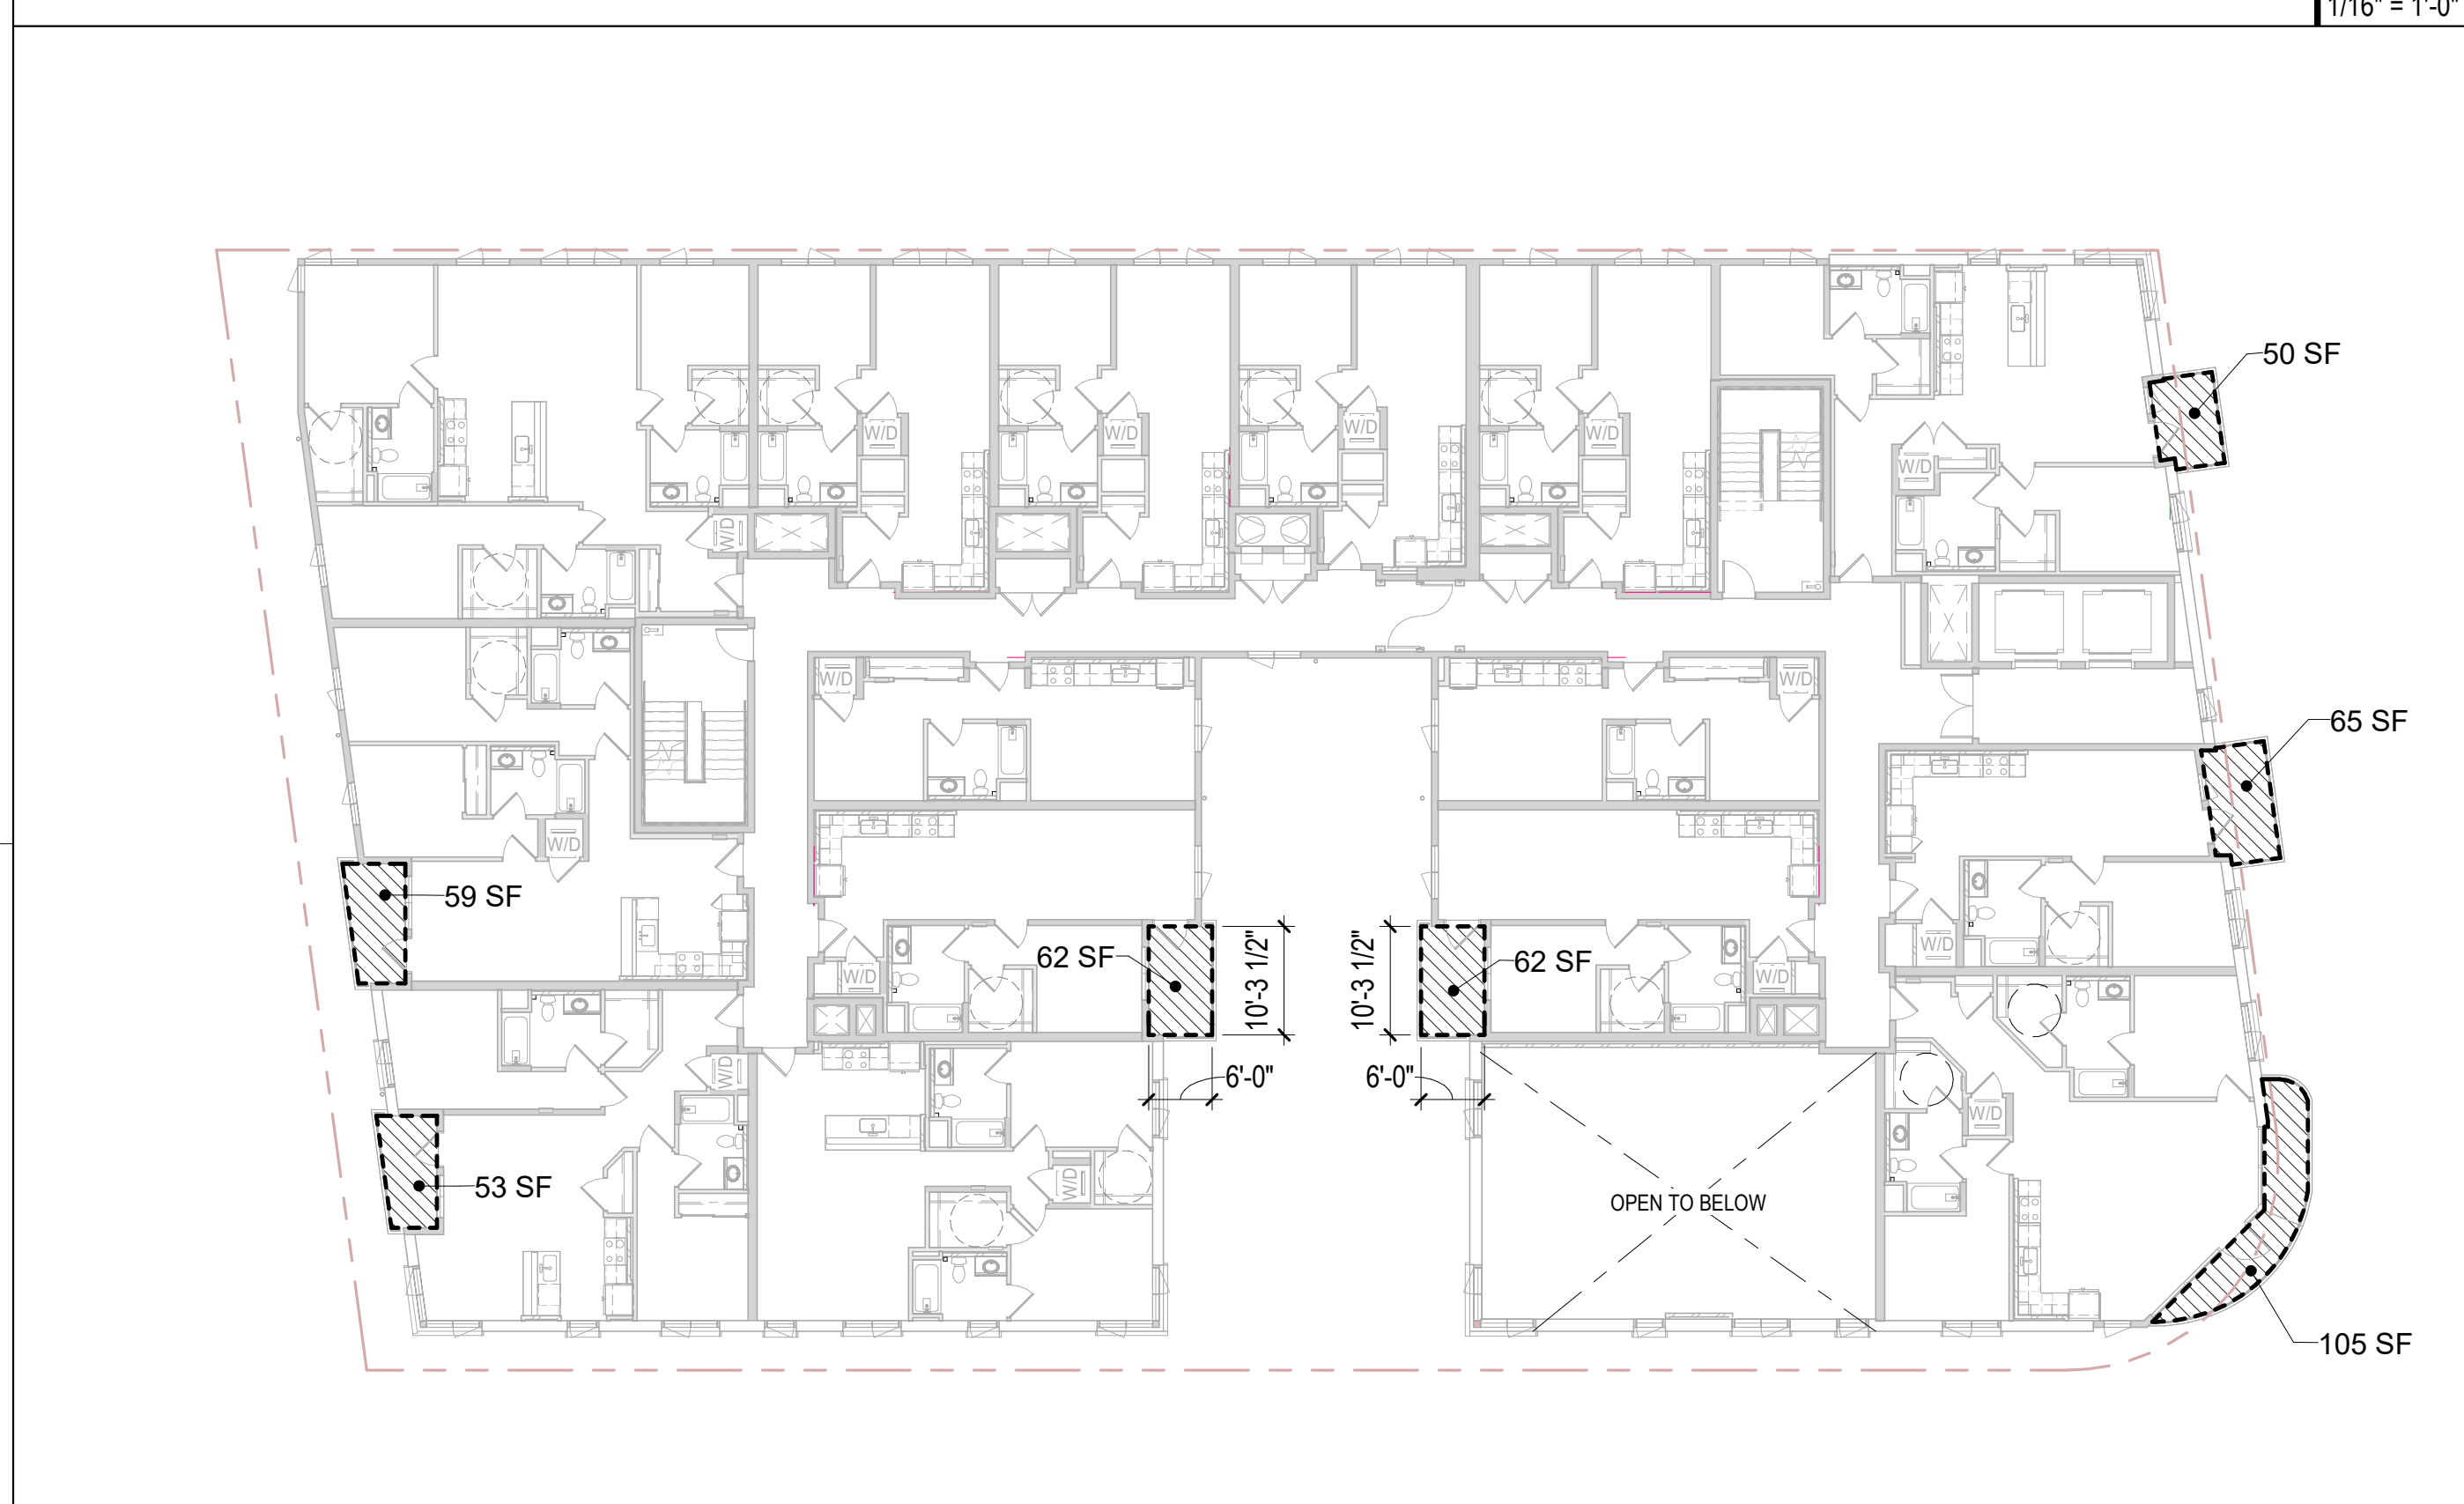 1/16" = 1'-0"
50 SF
W/D
W/D
W/D
W/D
W/D
W/D
W/D
W/D
65 SF
W/D
59 SF
62 SF
10'-3 1/2"
10'-3 1/2"
62 SF
W/D
W/D
W/D
W/D
6'-0"
6'-0"
W/D
W/D
53 SF
W/D
OPEN TO BELOW
105 SF